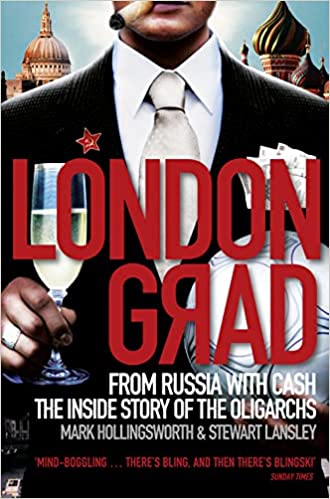 LONDON
GЯAD
FROM RUSSIA WITH CASH
THE INSIDE STORY OF THE OLIGARCHS
MARK HOLLINGSWORTH & STEWART LANSLEY
'MIND-BOGGLING ... THERE'S BLING, AND THEN THERE'S BLINGSKI'
SUNDAY TIMES